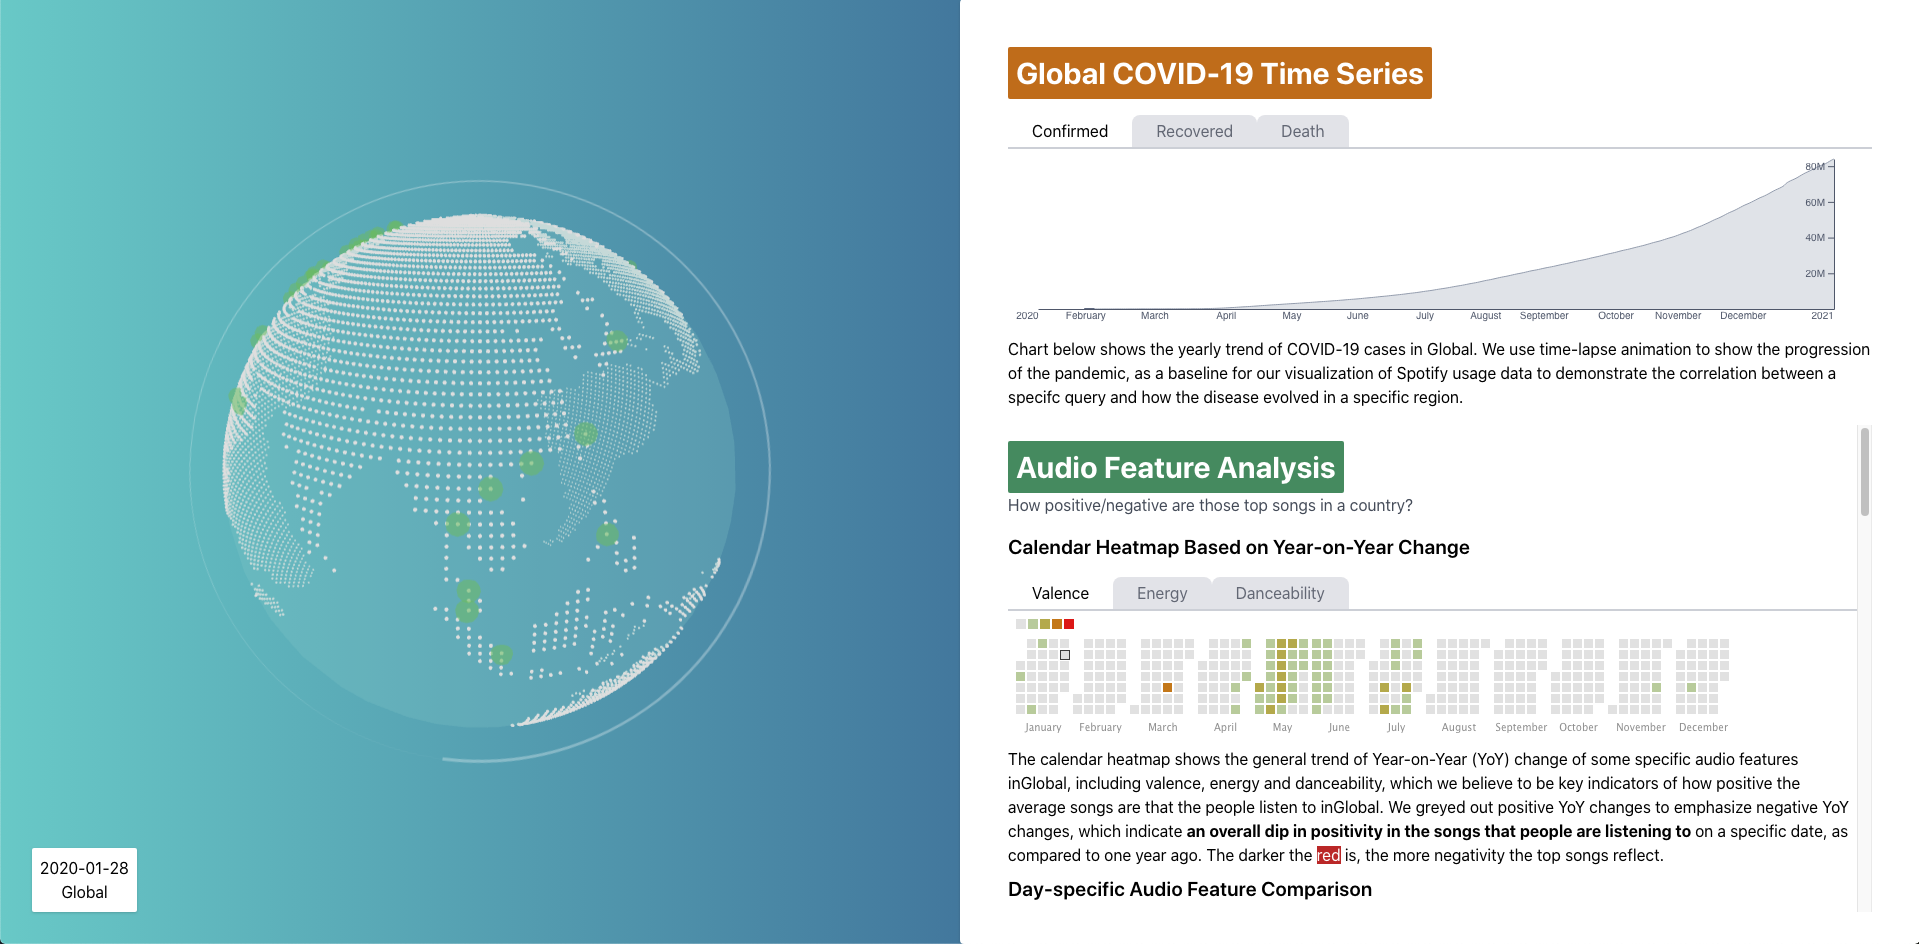 Global COVID-19 Time Series
Confirmed Recovered Death
80M
60M
40M
20M
2020 February March April May June July August September October November December 2021
Chart below shows the yearly trend of COVID-19 cases in Global. We use time-lapse animation to show the progression
of the pandemic, as a baseline for our visualization of Spotify usage data to demonstrate the correlation between a
specifc query and how the disease evolved in a specific region.
Audio Feature Analysis
How positive/negative are those top songs in a country?
Calendar Heatmap Based on Year-on-Year Change
Valence Energy Danceability
January February March April May June July August September October November December
The calendar heatmap shows the general trend of Year-on-Year (YoY) change of some specific audio features
inGlobal, including valence, energy and danceability, which we believe to be key indicators of how positive the
average songs are that the people listen to inGlobal. We greyed out positive YoY changes to emphasize negative YoY
changes, which indicate an overall dip in positivity in the songs that people are listening to on a specific date, as
compared to one year ago. The darker the red is, the more negativity the top songs reflect.
Day-specific Audio Feature Comparison
2020-01-28
Global